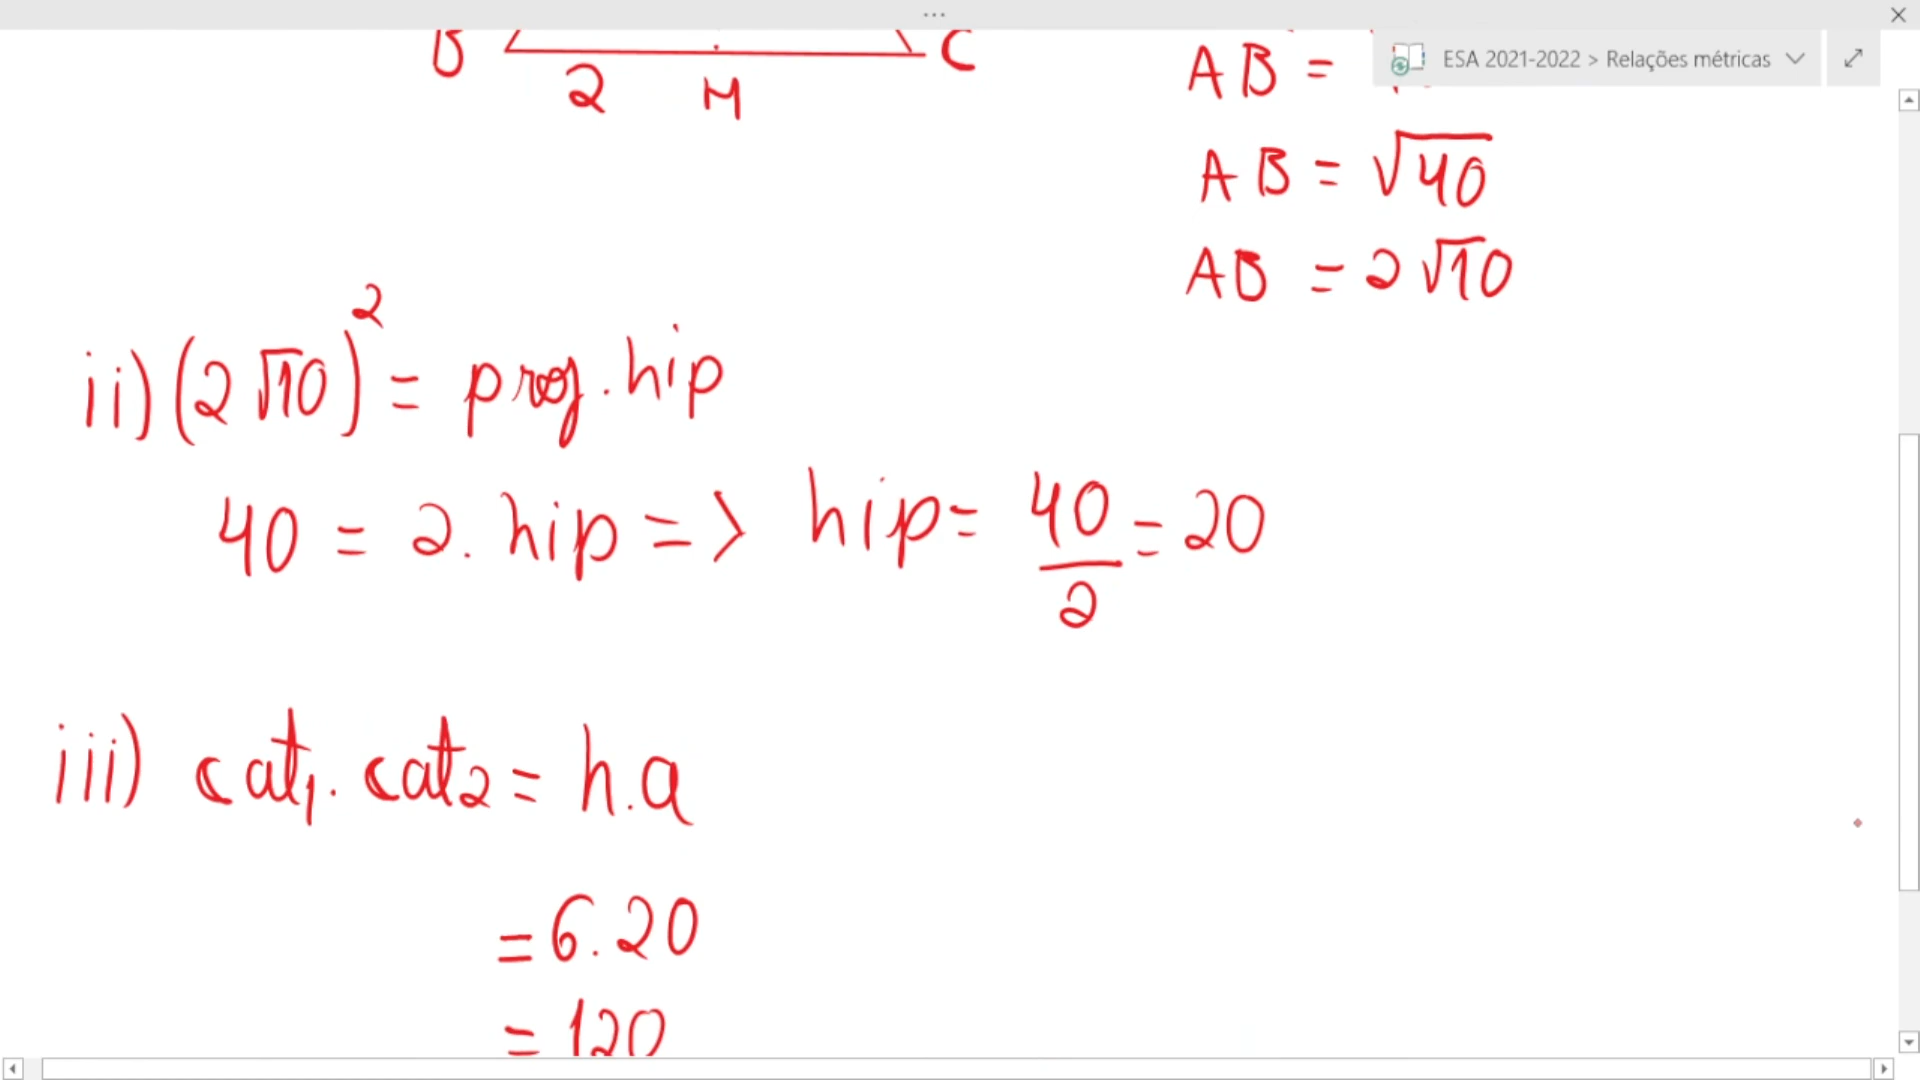 ESA 2021-2022 > Relações métricas
B 2 M C
AB =
AB = √40
AB = 2√10
ii) (2√10)² = proj. hip
40 = 2. hip => hip = 40/2 = 20
iii) cat₁. cat₂ = h.a
= 6.20
= 120